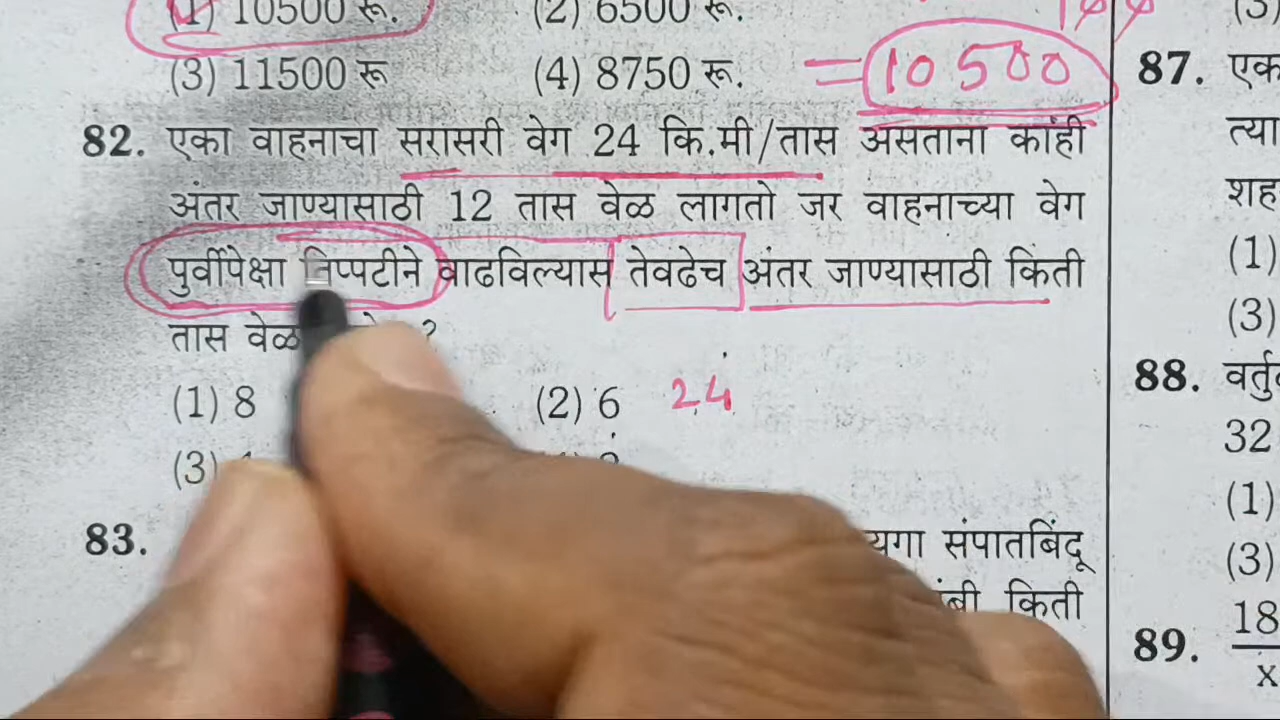 (1) 10500 रू. (2) 6500 रू.
(3) 11500 रू (4) 8750 रू. = 10500
82. एका वाहनाचा सरासरी वेग 24 कि.मी/तास असताना कांही
अंतर जाण्यासाठी 12 तास वेळ लागतो जर वाहनाच्या वेग
पुर्वीपेक्षा तिप्पटीने वाढविल्यास तेवढेच अंतर जाण्यासाठी किती
तास वेळ ?
(1) 8 (2) 6 24
(3)
83.
यगा संपातबिंदू
किती
(3)
87. एक
त्या
शह
(1)
(3)
88. वर्तु
32
(1)
(3)
89. 18
x